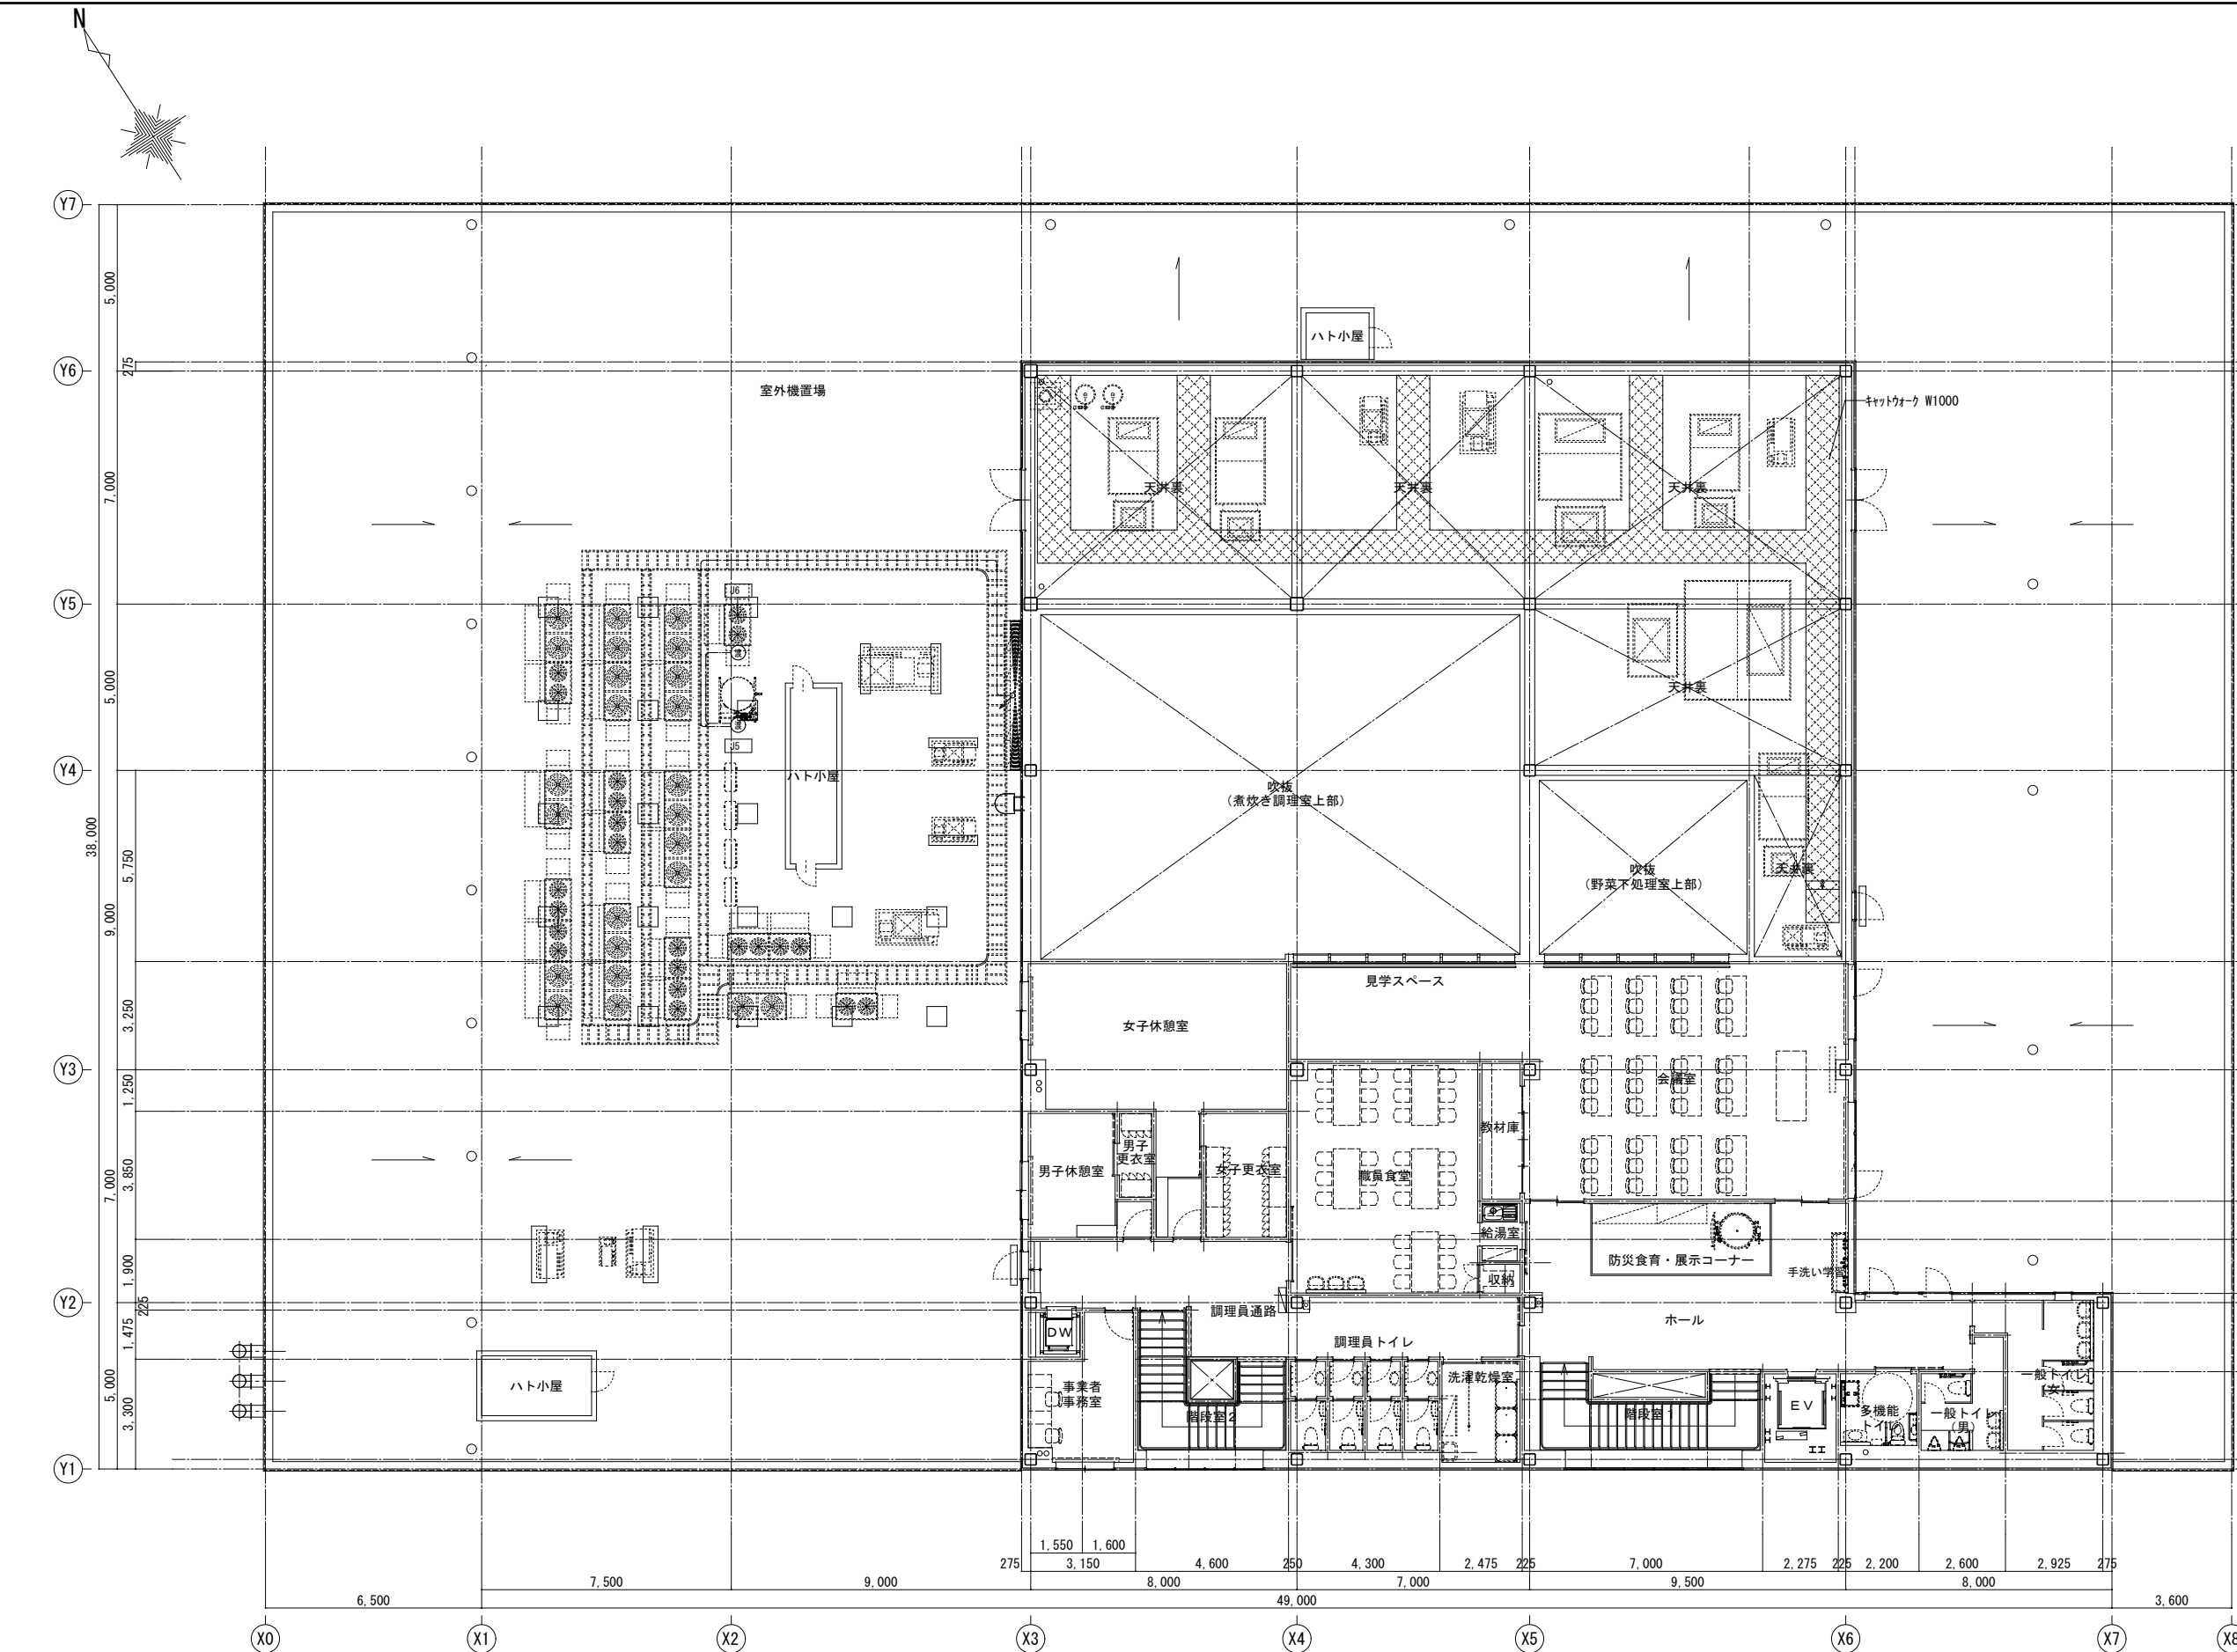 N
Y7
5,000
ハト小屋
Y6
275
室外機置場
キャットウォーク W1000
7,000
天井裏
天井裏
天井裏
Y5
J6
5,000
天井裏
J5
Y4
ハト小屋
吹抜
(煮炊き調理室上部)
38,000
5,750
吹抜
(野菜下処理室上部)
天井裏
9,000
見学スペース
3,250
女子休憩室
Y3
会議室
1,250
教材庫
男子
更衣室
男子休憩室
女子更衣室
職員食堂
7,000
3,850
給湯室
防災食育・展示コーナー
手洗い学習
1,900
収納
Y2
225
調理員通路
ホール
DW
調理員トイレ
1,475
洗濯乾燥室
一般トイレ
(女)
ハト小屋
事業者
事務室
5,000
3,300
階段室2
階段室1
EV
多機能
トイレ
一般トイレ
(男)
Y1
1,550
1,600
275
3,150
4,600
250
4,300
2,475
225
7,000
2,275
225
2,200
2,600
2,925
275
7,500
9,000
8,000
7,000
9,500
8,000
6,500
49,000
3,600
X0
X1
X2
X3
X4
X5
X6
X7